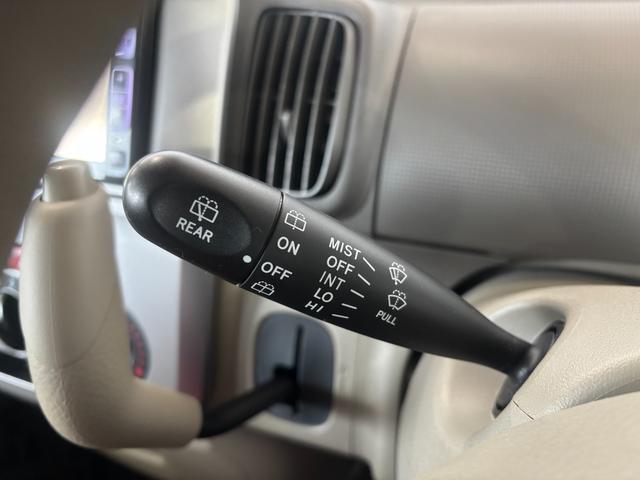 REAR
ON
OFF
MIST
OFF
INT
LO
HI
PULL